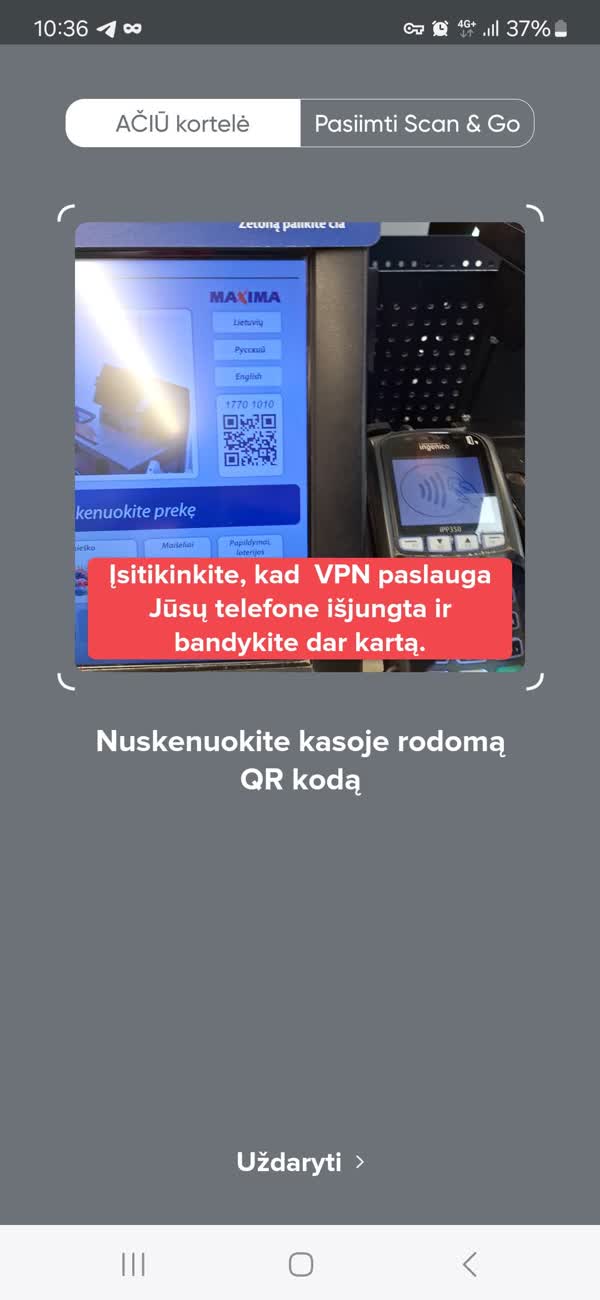 10:36
4G+
37%
AČIŪ kortelė
Pasiimti Scan & Go
Žetoną palikite čia
MAXIMA
Lietuvių
Русский
English
1770 1010
ingenico
kenuokite prekę
iPP350
Maišeliai
Papildymai,
loterijos
Įsitikinkite, kad  VPN paslauga
Jūsų telefone išjungta ir
bandykite dar kartą.
Nuskenuokite kasoje rodomą
QR kodą
Uždaryti